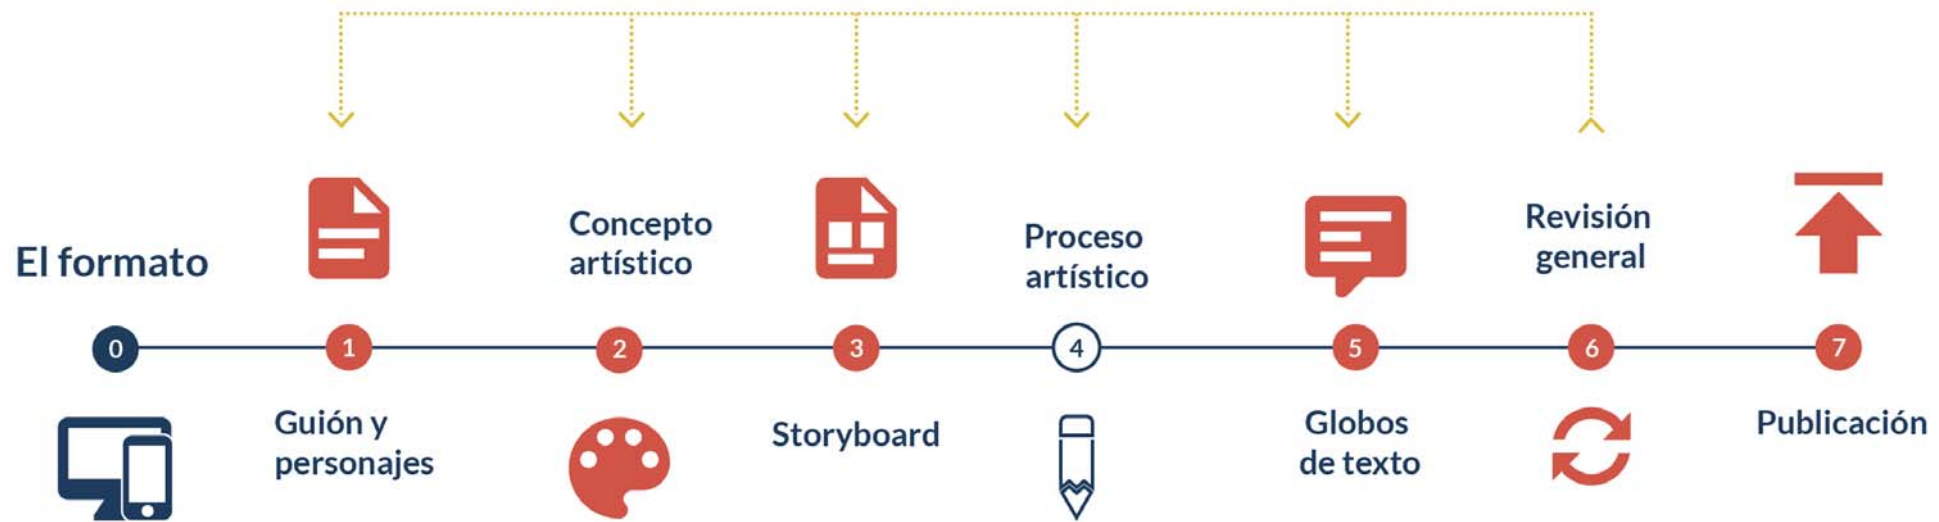 El formato
0
1
Guión y
personajes
Concepto
artístico
2
3
Storyboard
Proceso
artístico
4
5
Globos
de texto
Revisión
general
6
7
Publicación